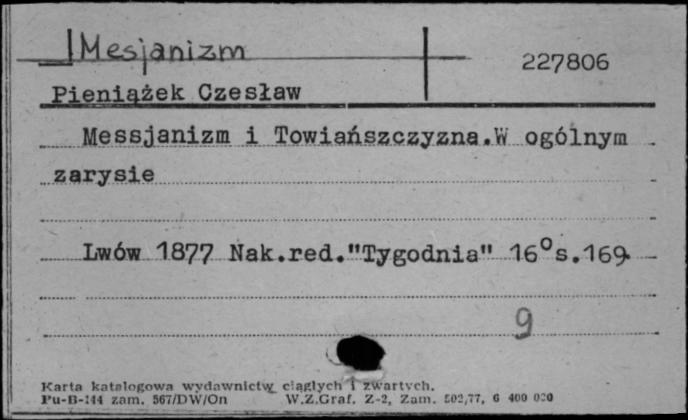 Mesjanizm
227806
Pieniążek Czesław
Messjanizm i Towiańszczyzna.W ogólnym
zarysie
Lwów 1877 Nak.red."Tygodnia" 16° s.169.
9
Karta katalogowa wydawnictw ciągłych i zwartych.
Pu-B-144 zam. 567/DW/On W.Z.Graf. Z-2, Zam. 502/77, 6 400 000